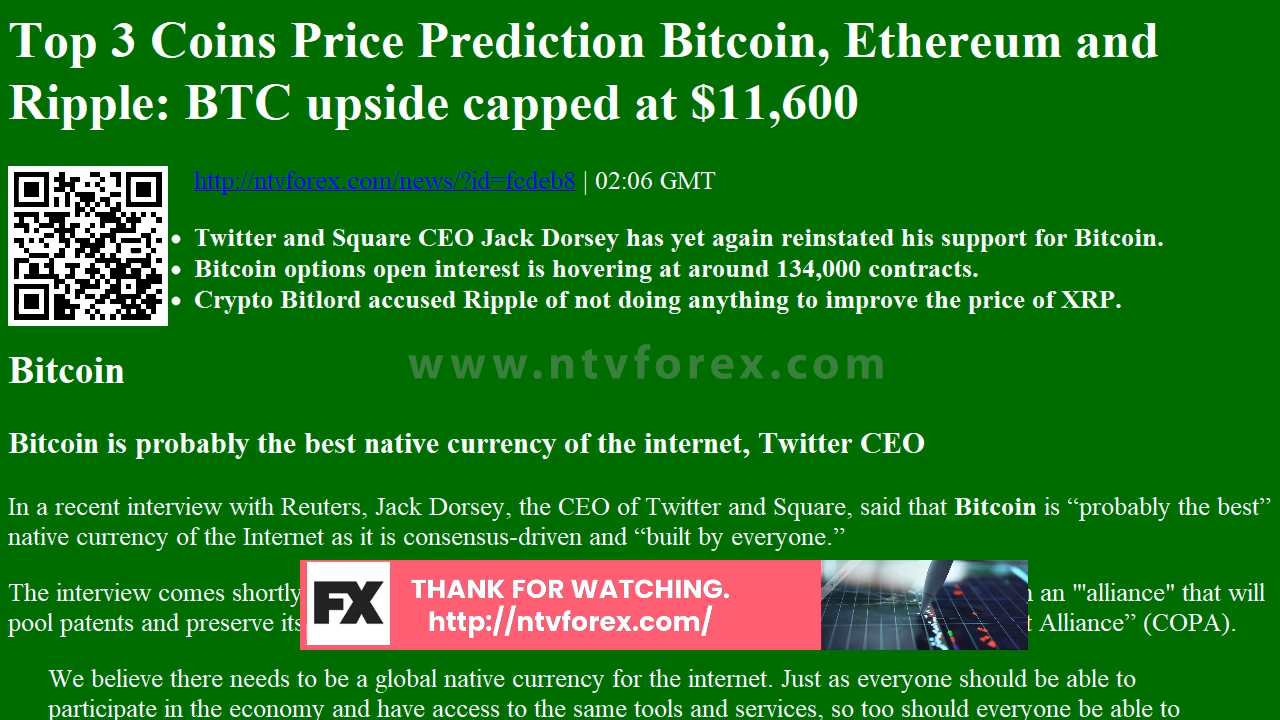 Top 3 Coins Price Prediction Bitcoin, Ethereum and
Ripple: BTC upside capped at $11,600
http://ntvforex.com/news/?id=fcdeb8 | 02:06 GMT
Twitter and Square CEO Jack Dorsey has yet again reinstated his support for Bitcoin.
Bitcoin options open interest is hovering at around 134,000 contracts.
Crypto Bitlord accused Ripple of not doing anything to improve the price of XRP.
www.ntvforex.com
Bitcoin
Bitcoin is probably the best native currency of the internet, Twitter CEO
In a recent interview with Reuters, Jack Dorsey, the CEO of Twitter and Square, said that Bitcoin is “probably the best”
native currency of the Internet as it is consensus-driven and “built by everyone.”
The interview comes shortly an "'alliance" that will
pool patents and preserve its Alliance” (COPA).
FX
THANK FOR WATCHING.
http://ntvforex.com/
We believe there needs to be a global native currency for the internet. Just as everyone should be able to
participate in the economy and have access to the same tools and services, so too should everyone be able to